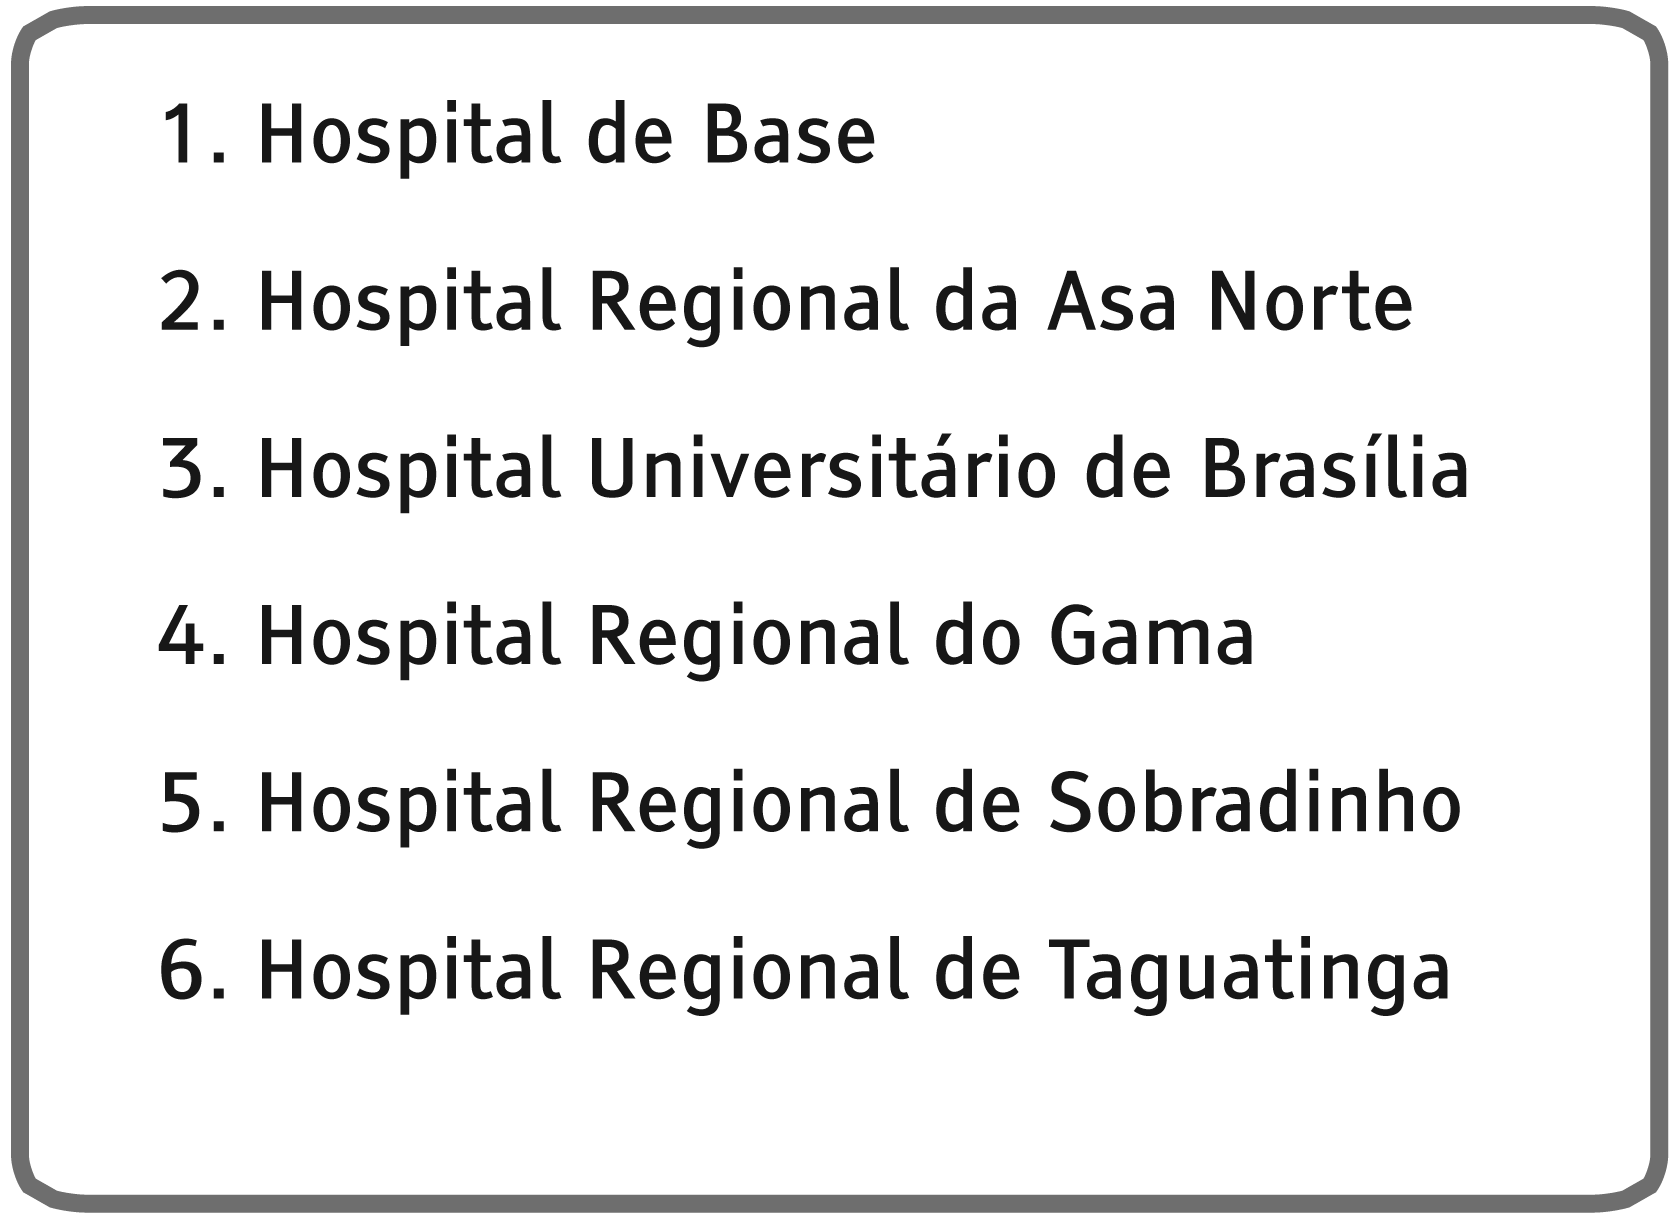 1. Hospital de Base
2. Hospital Regional da Asa Norte
3. Hospital Universitário de Brasília
4. Hospital Regional do Gama
5. Hospital Regional de Sobradinho
6. Hospital Regional de Taguatinga